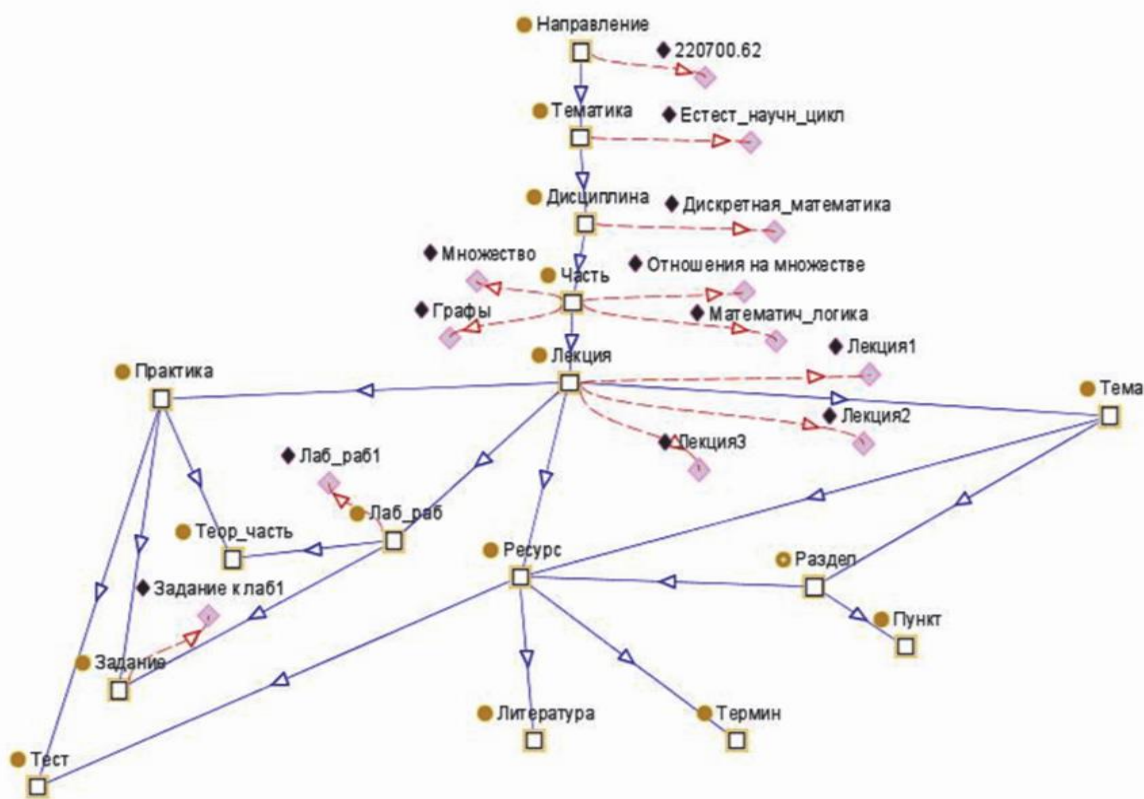 Направление
220700.62
Тематика
Естест_научн_цикл
Дисциплина
Дискретная_математика
Множество
Часть
Отношения на множестве
Графы
Математич_логика
Лекция
Лекция1
Практика
Тема
Лекция2
Лекция3
Лаб_раб1
Лаб_раб
Теор_часть
Ресурс
Раздел
Задание к лаб1
Пункт
Задание
Литература
Термин
Тест